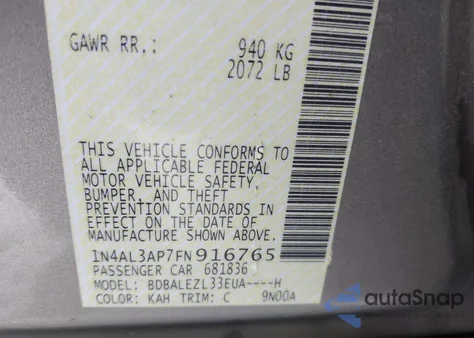 GAWR RR.: 940 KG
2072 LB
THIS VEHICLE CONFORMS TO
ALL APPLICABLE FEDERAL
MOTOR VEHICLE SAFETY,
BUMPER, AND THEFT
PREVENTION STANDARDS IN
EFFECT ON THE DATE OF
MANUFACTURE SHOWN ABOVE.
1N4AL3AP7FN916765
PASSENGER CAR 681836
MODEL: BDBALEZL33EUA----H
COLOR: KAH TRIM: C 9N00A
autoSnap